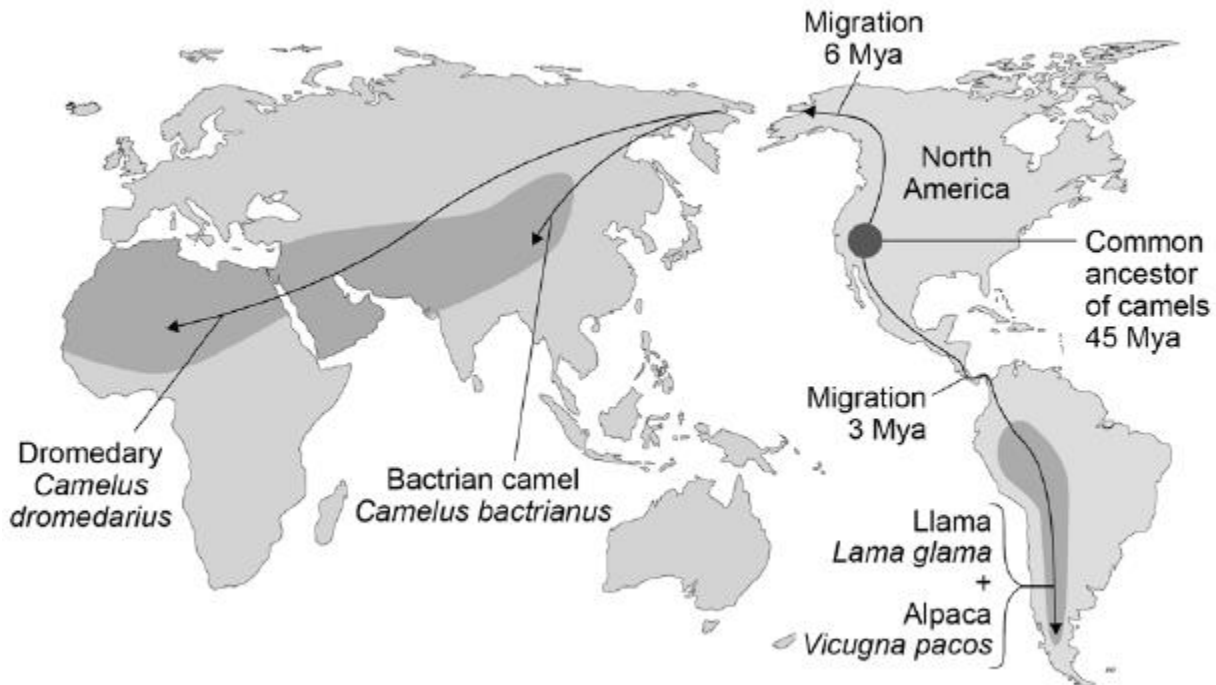 Migration
6 Mya
North
America
Common
ancestor
of camels
45 Mya
Migration
3 Mya
Dromedary
Camelus
dromedarius
Bactrian camel
Camelus bactrianus
Llama
Lama glama
+
Alpaca
Vicugna pacos